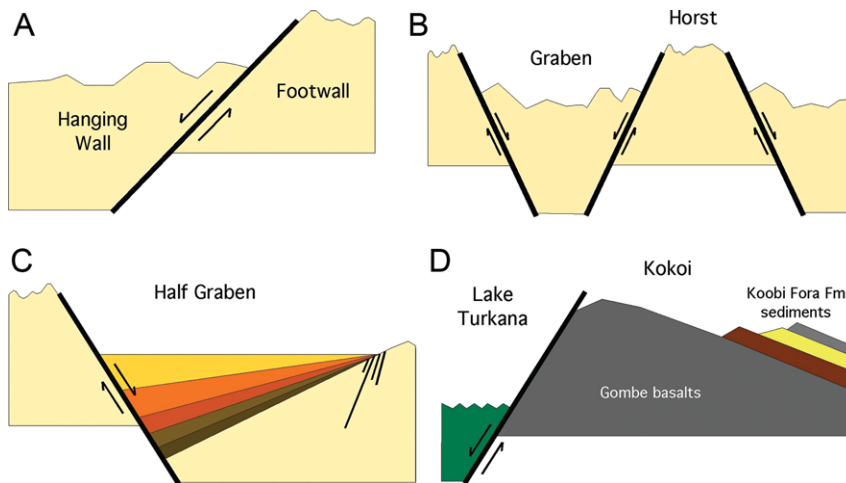 A
Hanging
Wall
Footwall
B
Graben
Horst
C
Half Graben
D
Lake
Turkana
Kokoi
Koobi Fora Fm
sediments
Gombe basalts